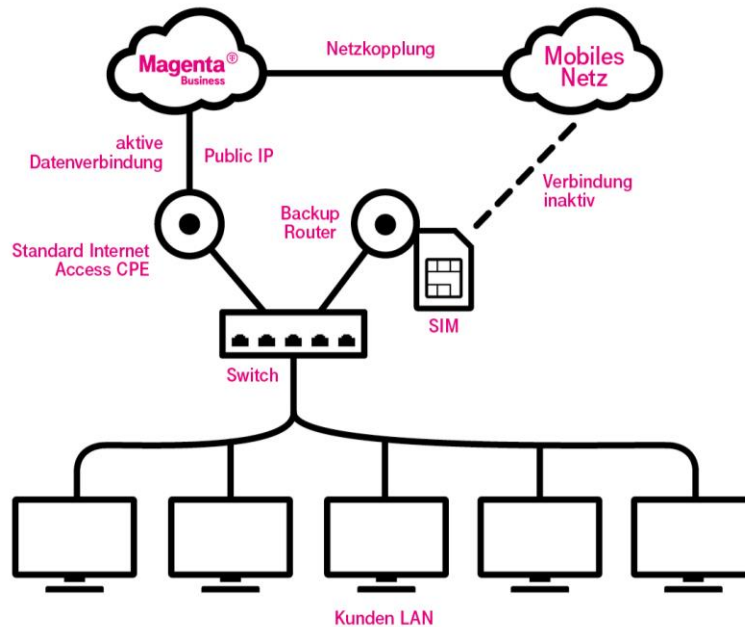 Magenta®
Business
Netzkopplung
Mobiles
Netz
aktive
Datenverbindung
Public IP
Backup
Router
Verbindung
inaktiv
Standard Internet
Access CPE
SIM
Switch
Kunden LAN